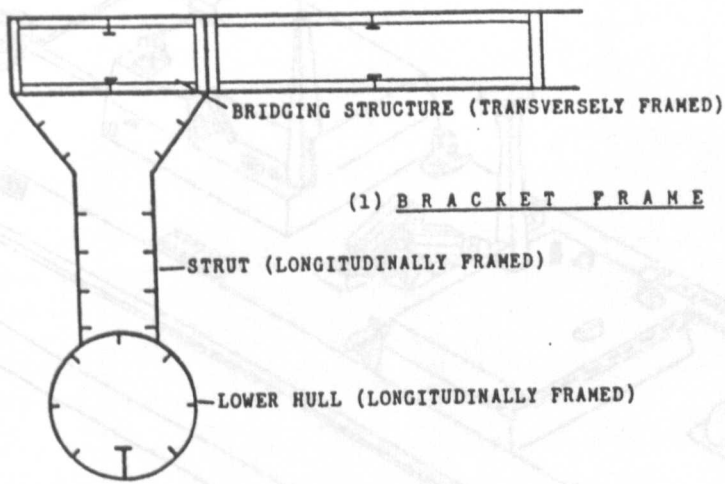 BRIDGING STRUCTURE (TRANSVERSELY FRAMED)
(1) BRACKET FRAME
STRUT (LONGITUDINALLY FRAMED)
LOWER HULL (LONGITUDINALLY FRAMED)